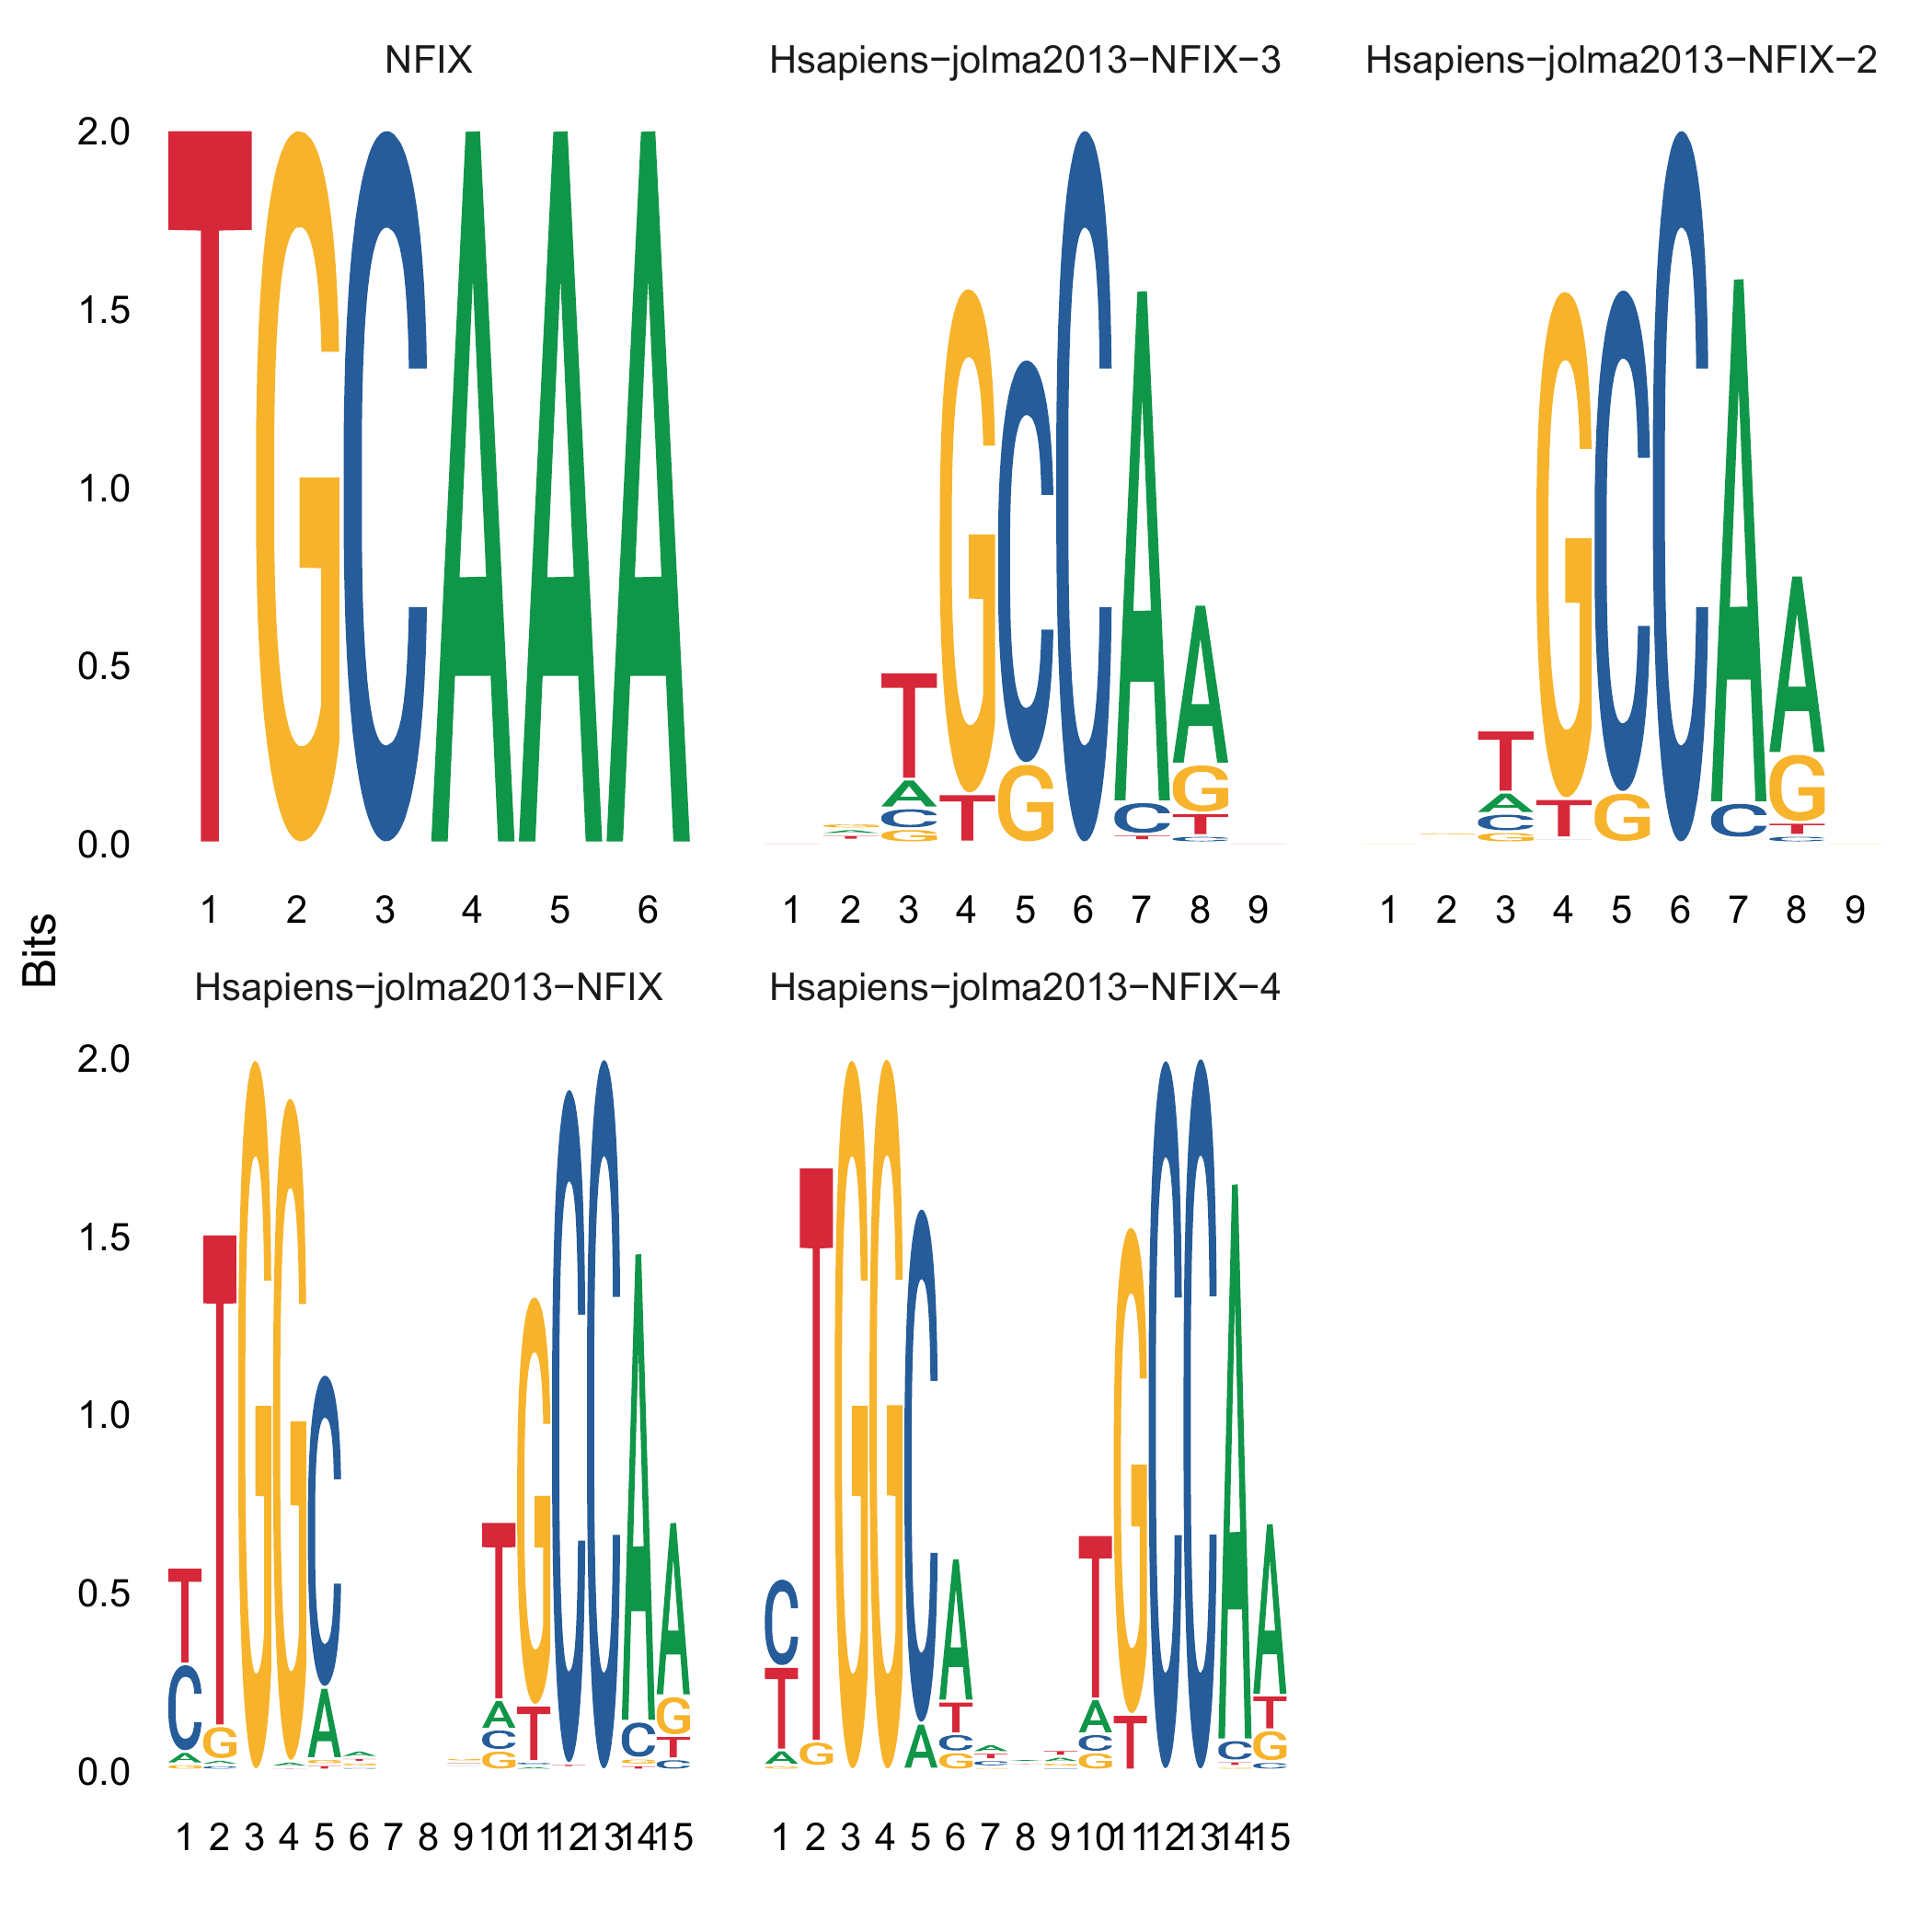 NFIX
Hsapiens−jolma2013−NFIX−3
Hsapiens−jolma2013−NFIX−2
2.0
1.5
1.0
0.5
0.0
TGCAAA
TGCCAA
TGCCAA
1 2 3 4 5 6
1 2 3 4 5 6 7 8 9
1 2 3 4 5 6 7 8 9
Bits
Hsapiens−jolma2013−NFIX
Hsapiens−jolma2013−NFIX−4
2.0
1.5
1.0
0.5
0.0
1 2 3 4 5 6 7 8 9 10 11 12 13 14 15
1 2 3 4 5 6 7 8 9 10 11 12 13 14 15